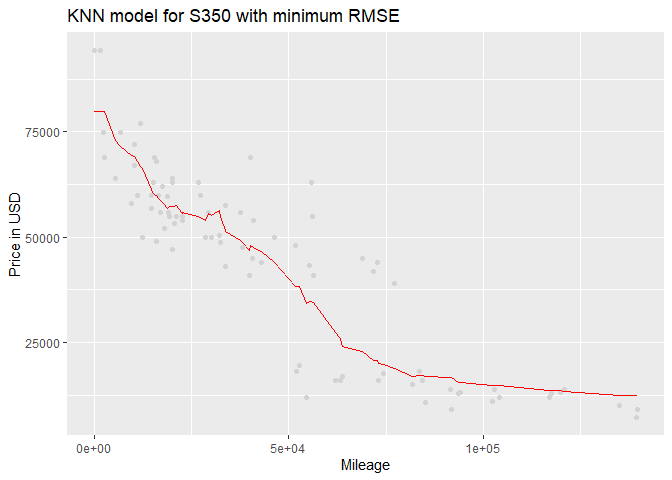 KNN model for S350 with minimum RMSE
Price in USD
75000
50000
25000
0e+00 5e+04 1e+05
Mileage